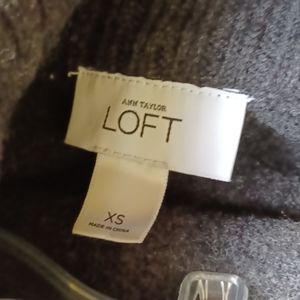 ANN TAYLOR
LOFT
XS
MADE IN CHINA